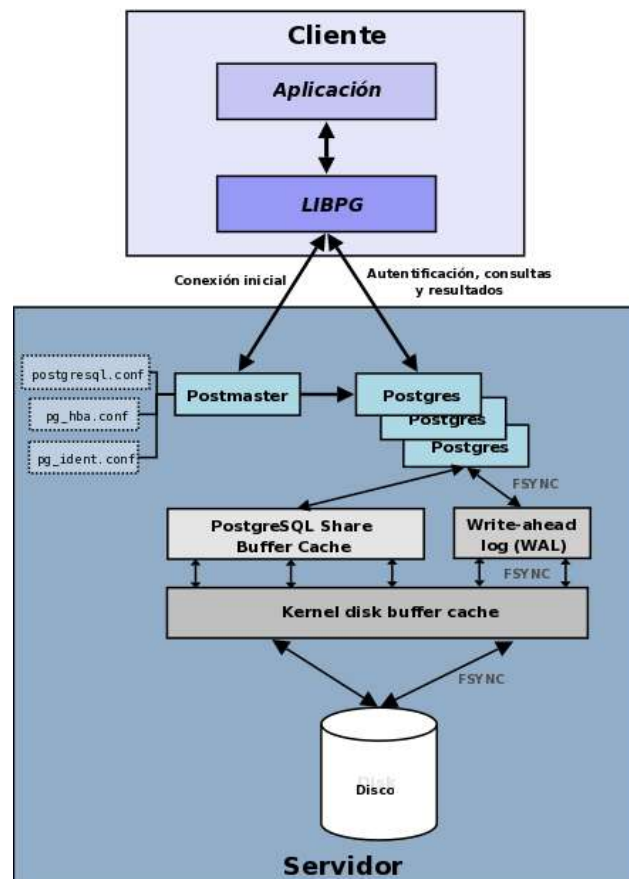 Cliente
Aplicación
LIBPG
Conexión inicial
Autentificación, consultas
y resultados
postgresql.conf
pg_hba.conf
pg_ident.conf
Postmaster
Postgres
Postgres
Postgres
FSYNC
PostgreSQL Share
Buffer Cache
Write-ahead
log (WAL)
FSYNC
Kernel disk buffer cache
FSYNC
Disk
Disco
Servidor